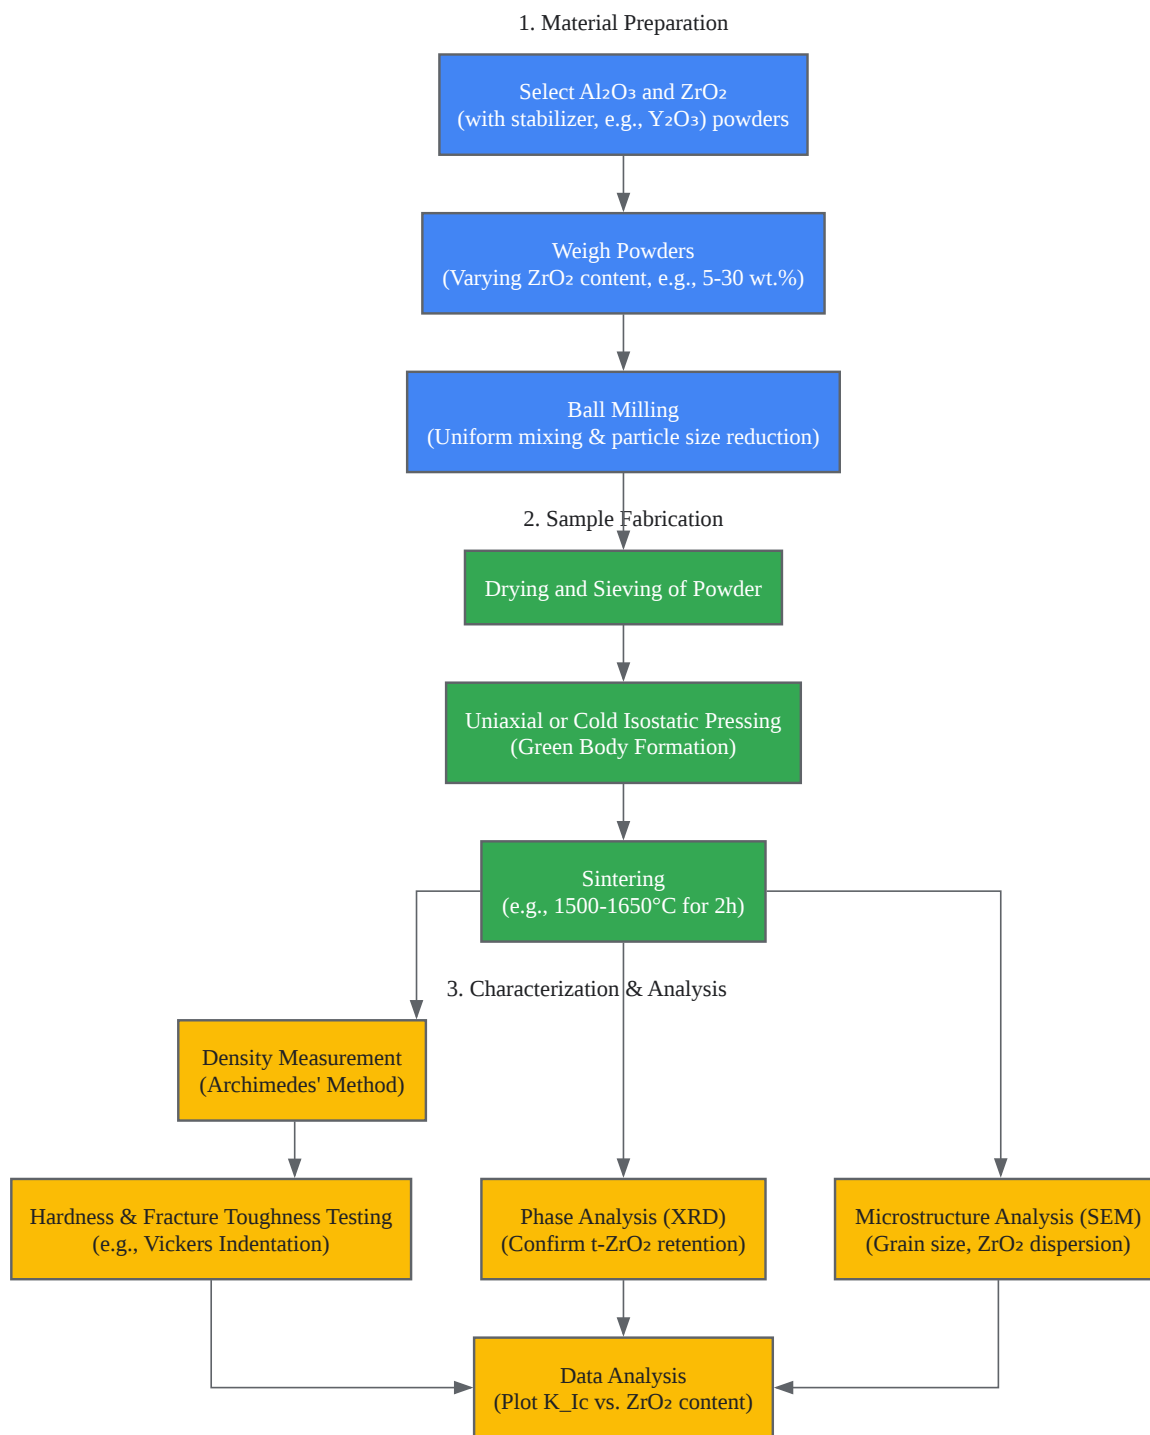 1. Material Preparation
Select Al₂O₃ and ZrO₂
(with stabilizer, e.g., Y₂O₃) powders
Weigh Powders
(Varying ZrO₂ content, e.g., 5-30 wt.%)
Ball Milling
(Uniform mixing & particle size reduction)
2. Sample Fabrication
Drying and Sieving of Powder
Uniaxial or Cold Isostatic Pressing
(Green Body Formation)
Sintering
(e.g., 1500-1650°C for 2h)
3. Characterization & Analysis
Density Measurement
(Archimedes' Method)
Hardness & Fracture Toughness Testing
(e.g., Vickers Indentation)
Phase Analysis (XRD)
(Confirm t-ZrO₂ retention)
Microstructure Analysis (SEM)
(Grain size, ZrO₂ dispersion)
Data Analysis
(Plot K_Ic vs. ZrO₂ content)